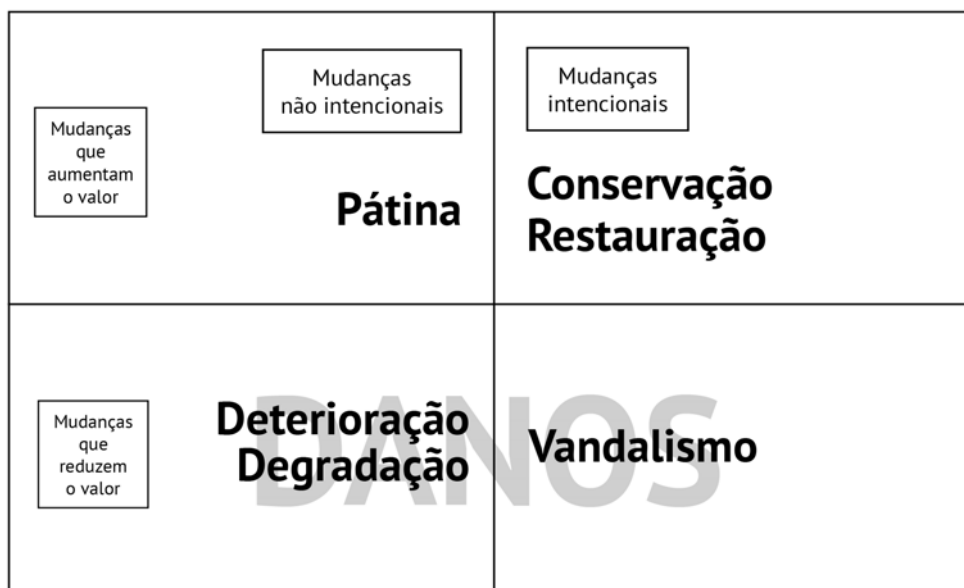 Mudanças
não intencionais
Mudanças
intencionais
Mudanças
que
aumentam
o valor
Pátina
Conservação
Restauração
Mudanças
que
reduzem
o valor
DANOS
Deterioração
Degradação
Vandalismo